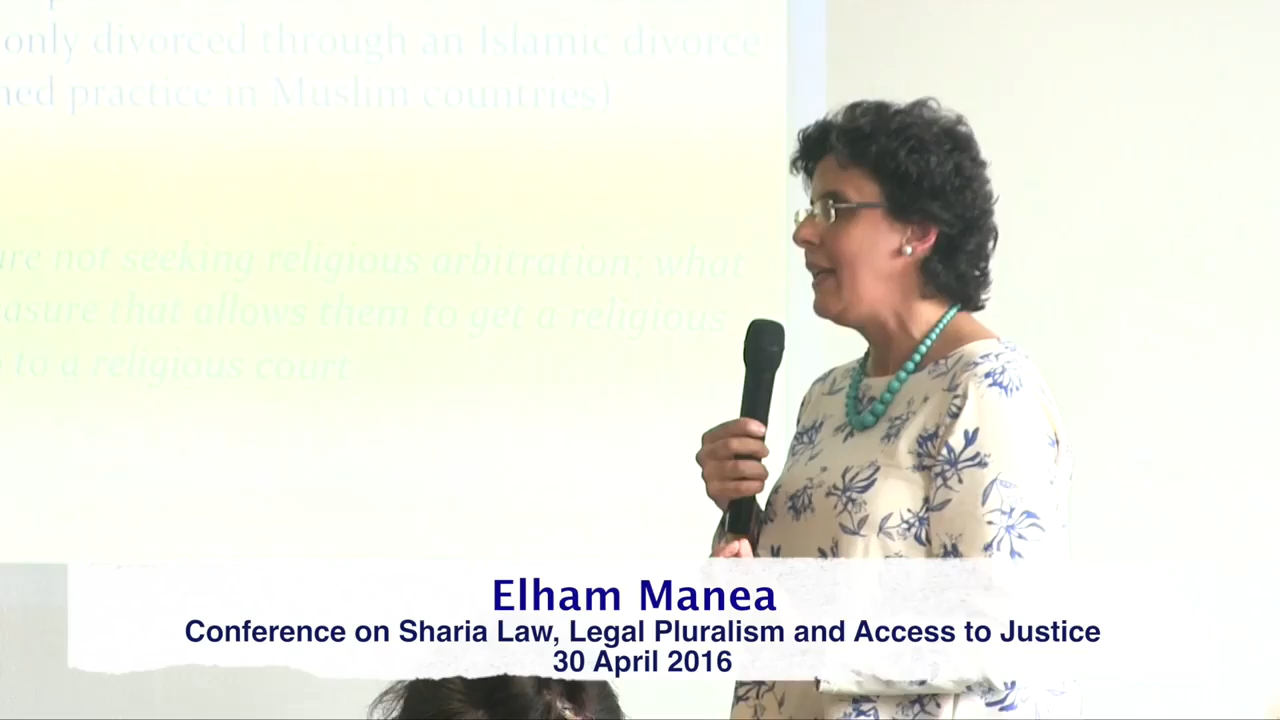 only divorced through an Islamic divorce
ned practice in Muslim countries)
are not seeking religious arbitration; what
easure that allows them to get a religious
to a religious court
Elham Manea
Conference on Sharia Law, Legal Pluralism and Access to Justice
30 April 2016